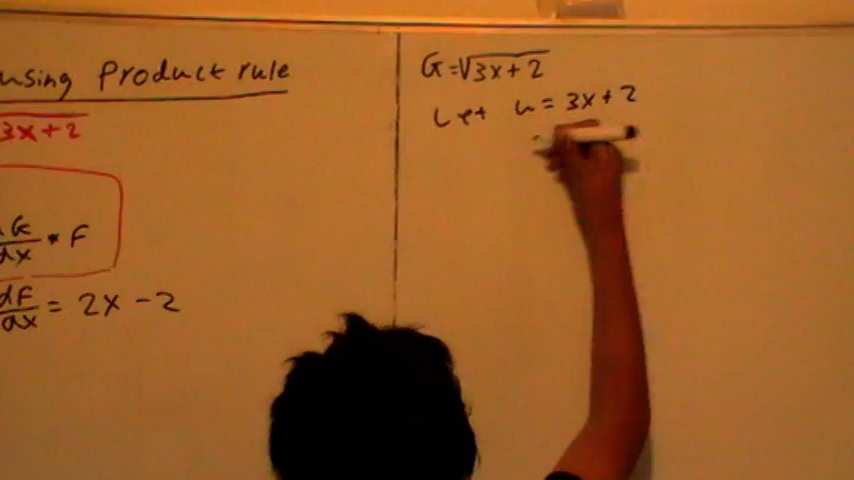 using Product rule
√3x+2
dG/dx * F
dF/dx = 2x - 2
G=√3x+2
Let u = 3x+2